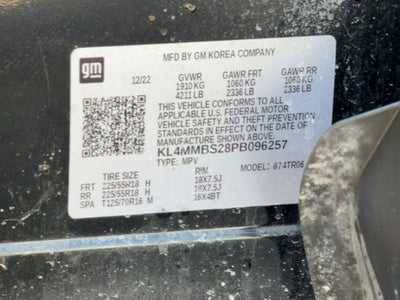 gm
MFD BY GM KOREA COMPANY
12/22 GVWR GAWR FRT GAWR RR
1910 KG 1060 KG 1060 KG
4211 LB 2336 LB 2336 LB
THIS VEHICLE CONFORMS TO ALL
APPLICABLE U.S. FEDERAL MOTOR
VEHICLE SAFETY AND THEFT PREVENTION
STANDARDS IN EFFECT ON THE DATE OF
MANUFACTURE SHOWN ABOVE.
KL4MMBS28PB096257
TYPE: MPV MODEL: 874TR06
TIRE SIZE RIM
FRT 225/55R18 H 18X7.5J
RR 225/55R18 H 18X7.5J
SPA T125/70R16 M 16X4BT